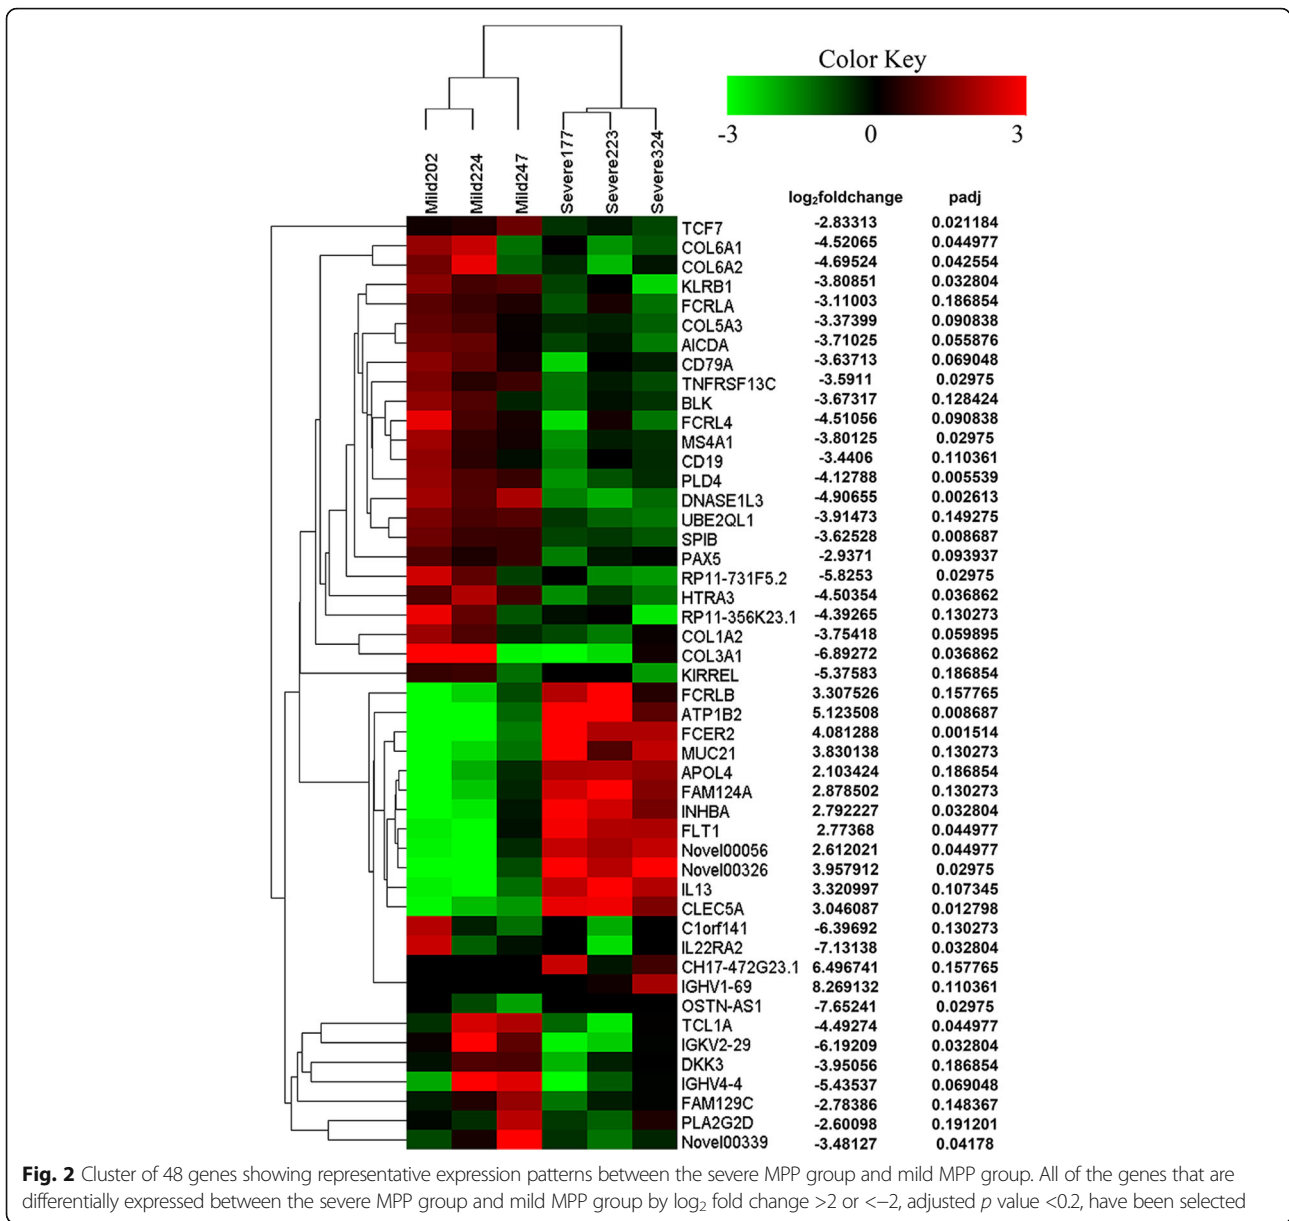 Color Key
-3 0 3
Mild202 Mild224 Mild247 Severe177 Severe223 Severe324
log2foldchange padj
TCF7 -2.83313 0.021184
COL6A1 -4.52065 0.044977
COL6A2 -4.69524 0.042554
KLRB1 -3.80851 0.032804
FCRLA -3.11003 0.186854
COL5A3 -3.37399 0.090838
AICDA -3.71025 0.055876
CD79A -3.63713 0.069048
TNFRSF13C -3.5911 0.02975
BLK -3.67317 0.128424
FCRL4 -4.51056 0.090838
MS4A1 -3.80125 0.02975
CD19 -3.4406 0.110361
PLD4 -4.12788 0.005539
DNASE1L3 -4.90655 0.002613
UBE2QL1 -3.91473 0.149275
SPIB -3.62528 0.008687
PAX5 -2.9371 0.093937
RP11-731F5.2 -5.8253 0.02975
HTRA3 -4.50354 0.036862
RP11-356K23.1 -4.39265 0.130273
COL1A2 -3.75418 0.059895
COL3A1 -6.89272 0.036862
KIRREL -5.37583 0.186854
FCRLB 3.307526 0.157765
ATP1B2 5.123508 0.008687
FCER2 4.081288 0.001514
MUC21 3.830138 0.130273
APOL4 2.103424 0.186854
FAM124A 2.878502 0.130273
INHBA 2.792227 0.032804
FLT1 2.77368 0.044977
Novel00056 2.612021 0.044977
Novel00326 3.957912 0.02975
IL13 3.320997 0.107345
CLEC5A 3.046087 0.012798
C1orf141 -6.39692 0.130273
IL22RA2 -7.13138 0.032804
CH17-472G23.1 6.496741 0.157765
IGHV1-69 8.269132 0.110361
OSTN-AS1 -7.65241 0.02975
TCL1A -4.49274 0.044977
IGKV2-29 -6.19209 0.032804
DKK3 -3.95056 0.186854
IGHV4-4 -5.43537 0.069048
FAM129C -2.78386 0.148367
PLA2G2D -2.60098 0.191201
Novel00339 -3.48127 0.04178
Fig. 2 Cluster of 48 genes showing representative expression patterns between the severe MPP group and mild MPP group. All of the genes that are
differentially expressed between the severe MPP group and mild MPP group by log2 fold change >2 or <−2, adjusted p value <0.2, have been selected